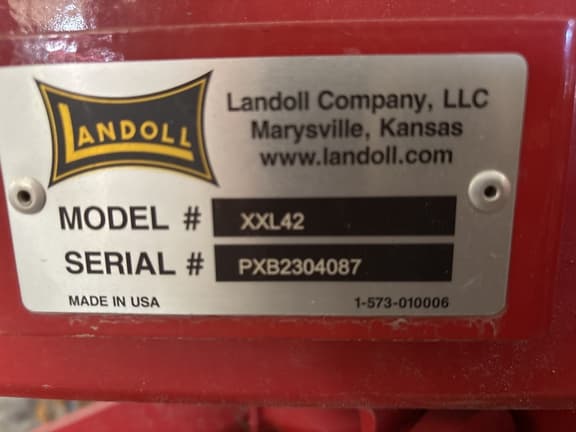 LANDOLL
Landoll Company, LLC
Marysville, Kansas
www.landoll.com
MODEL # XXL42
SERIAL # PXB2304087
MADE IN USA 1-573-010006